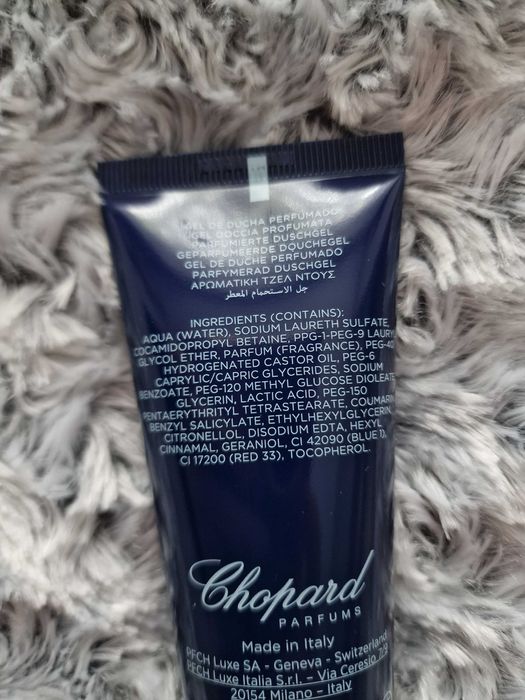 GEL DE DUCHA PERFUMADO
GEL DOCCIA PROFUMATA
PARFUMIERTE DUSCHGEL
GEPARFUMEERDE DOUCHEGEL
GEL DE DUCHE PERFUMADO
PARFYMERAD DUSCHGEL
ΑΡΩΜΑΤΙΚΗ ΤΖΕΛ ΝΤΟΥΣ
جل الاستحمام المعطر
INGREDIENTS (CONTAINS):
AQUA (WATER), SODIUM LAURETH SULFATE,
COCAMIDOPROPYL BETAINE, PPG-1-PEG-9 LAURYL
GLYCOL ETHER, PARFUM (FRAGRANCE), PEG-40
HYDROGENATED CASTOR OIL, PEG-6
CAPRYLIC/CAPRIC GLYCERIDES, SODIUM
BENZOATE, PEG-120 METHYL GLUCOSE DIOLEATE,
GLYCERIN, LACTIC ACID, PEG-150
PENTAERYTHRITYL TETRASTEARATE, COUMARIN,
BENZYL SALICYLATE, ETHYLHEXYLGLYCERIN,
CITRONELLOL, DISODIUM EDTA, HEXYL
CINNAMAL, GERANIOL, CI 42090 (BLUE 1),
CI 17200 (RED 33), TOCOPHEROL.
Chopard
PARFUMS
Made in Italy
PFCH Luxe SA - Geneva - Switzerland
PFCH Luxe Italia S.r.l. – Via Ceresio 7/9
20154 Milano – Italy